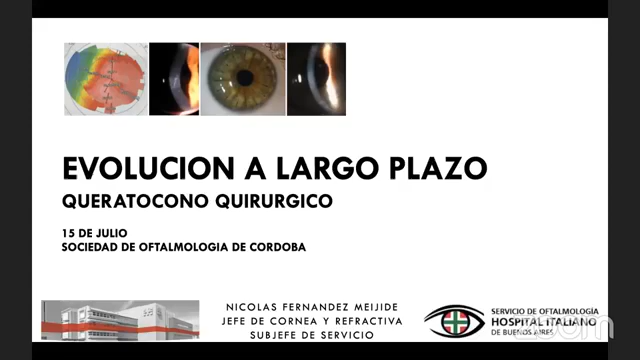 EVOLUCION A LARGO PLAZO
QUERATOCONO QUIRURGICO
15 DE JULIO
SOCIEDAD DE OFTALMOLOGIA DE CORDOBA
NICOLAS FERNANDEZ MEIJIDE
JEFE DE CORNEA Y REFRACTIVA
SUBJEFE DE SERVICIO
SERVICIO DE OFTALMOLOGÍA
HOSPITAL ITALIANO
DE BUENOS AIRES
zoom